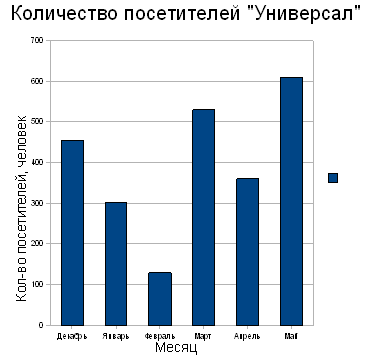 Количество посетителей "Универсал"
Кол-во посетителей, человек
700
600
500
400
300
200
100
0
Декабрь Январь Февраль Март Апрель Май
Месяц